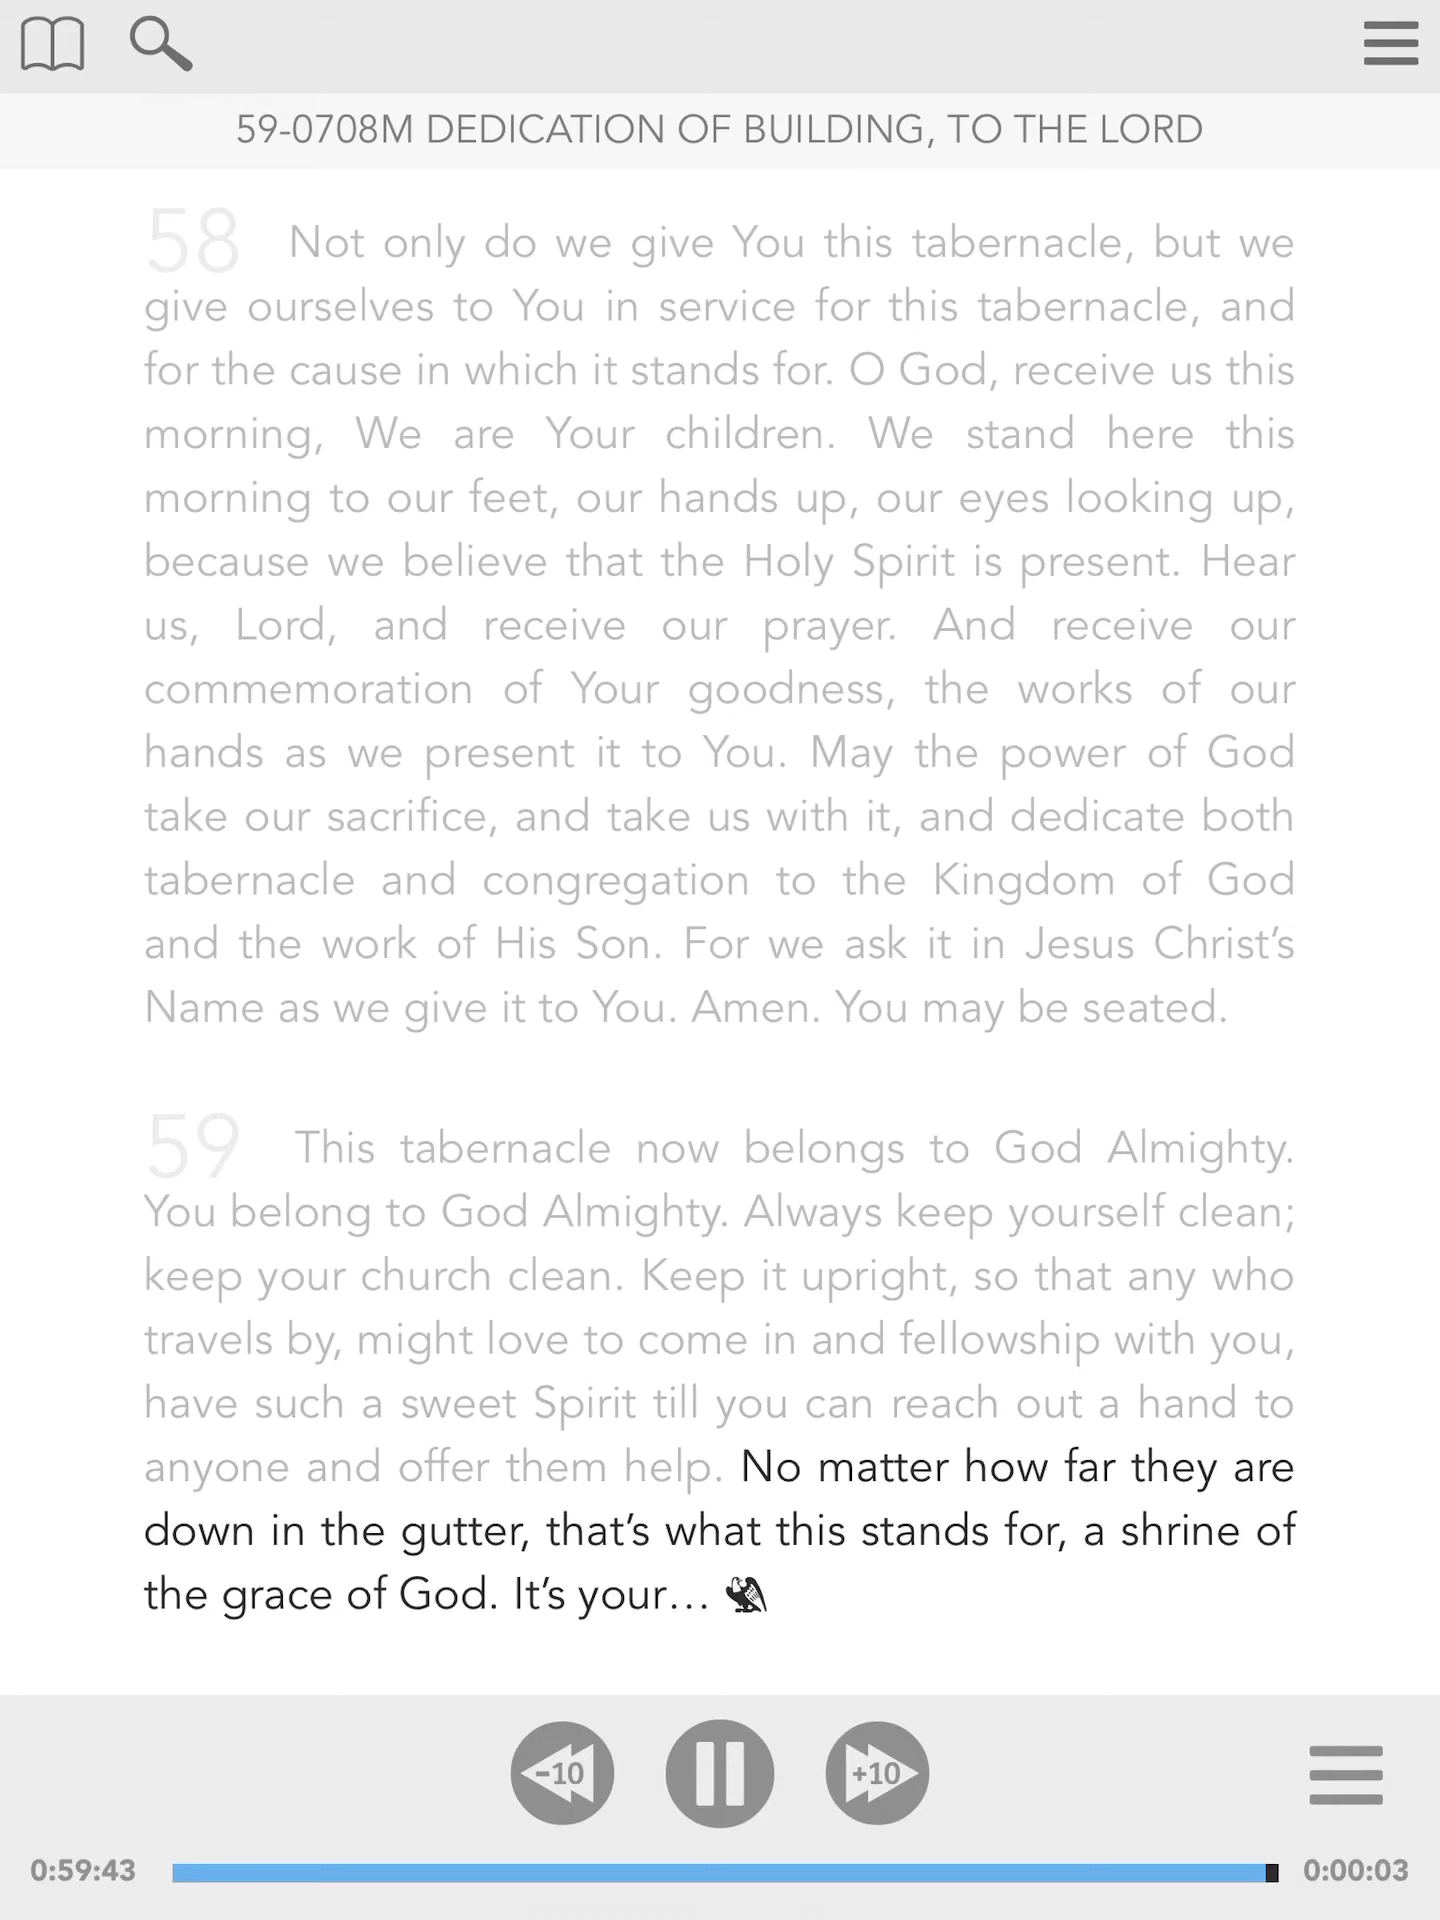 59-0708M DEDICATION OF BUILDING, TO THE LORD
58 Not only do we give You this tabernacle, but we
give ourselves to You in service for this tabernacle, and
for the cause in which it stands for. O God, receive us this
morning, We are Your children. We stand here this
morning to our feet, our hands up, our eyes looking up,
because we believe that the Holy Spirit is present. Hear
us, Lord, and receive our prayer. And receive our
commemoration of Your goodness, the works of our
hands as we present it to You. May the power of God
take our sacrifice, and take us with it, and dedicate both
tabernacle and congregation to the Kingdom of God
and the work of His Son. For we ask it in Jesus Christ’s
Name as we give it to You. Amen. You may be seated.
59 This tabernacle now belongs to God Almighty.
You belong to God Almighty. Always keep yourself clean;
keep your church clean. Keep it upright, so that any who
travels by, might love to come in and fellowship with you,
have such a sweet Spirit till you can reach out a hand to
anyone and offer them help. No matter how far they are
down in the gutter, that’s what this stands for, a shrine of
the grace of God. It’s your…
-10 +10
0:59:43 0:00:03